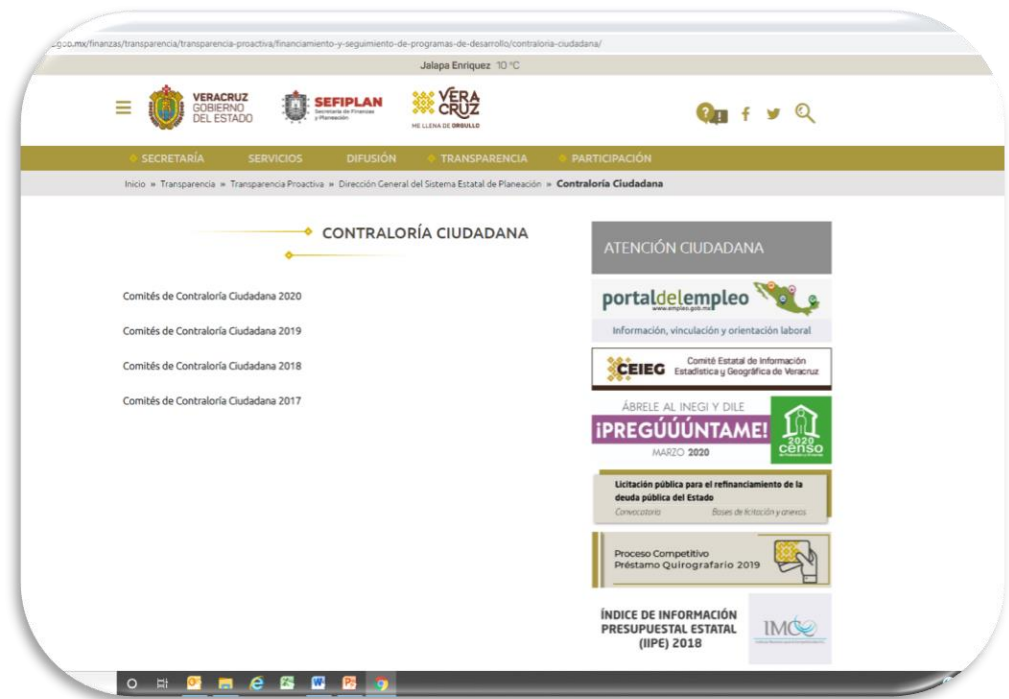 .gob.mx/finanzas/transparencia/transparencia-proactiva/financiamiento-y-seguimiento-de-programas-de-desarrollo/contraloria-ciudadana/
Jalapa Enriquez 10 °C
VERACRUZ
GOBIERNO
DEL ESTADO
SEFIPLAN
Secretaría de Finanzas
y Planeación
VERA
CRUZ
ME LLENA DE ORGULLO
SECRETARÍA SERVICIOS DIFUSIÓN TRANSPARENCIA PARTICIPACIÓN
Inicio » Transparencia » Transparencia Proactiva » Dirección General del Sistema Estatal de Planeación » Contraloría Ciudadana
CONTRALORÍA CIUDADANA
Comités de Contraloría Ciudadana 2020
Comités de Contraloría Ciudadana 2019
Comités de Contraloría Ciudadana 2018
Comités de Contraloría Ciudadana 2017
ATENCIÓN CIUDADANA
portaldelempleo
www.empleo.gob.mx
Información, vinculación y orientación laboral
CEIEG
Comité Estatal de Información
Estadística y Geográfica de Veracruz
ÁBRELE AL INEGI Y DILE
¡PREGÚÚÚNTAME!
MARZO 2020
2020
censo
Licitación pública para el refinanciamiento de la
deuda pública del Estado
Convocatoria Bases de licitación y anexos
Proceso Competitivo
Préstamo Quirografario 2019
ÍNDICE DE INFORMACIÓN
PRESUPUESTAL ESTATAL
(IIPE) 2018
IMCO